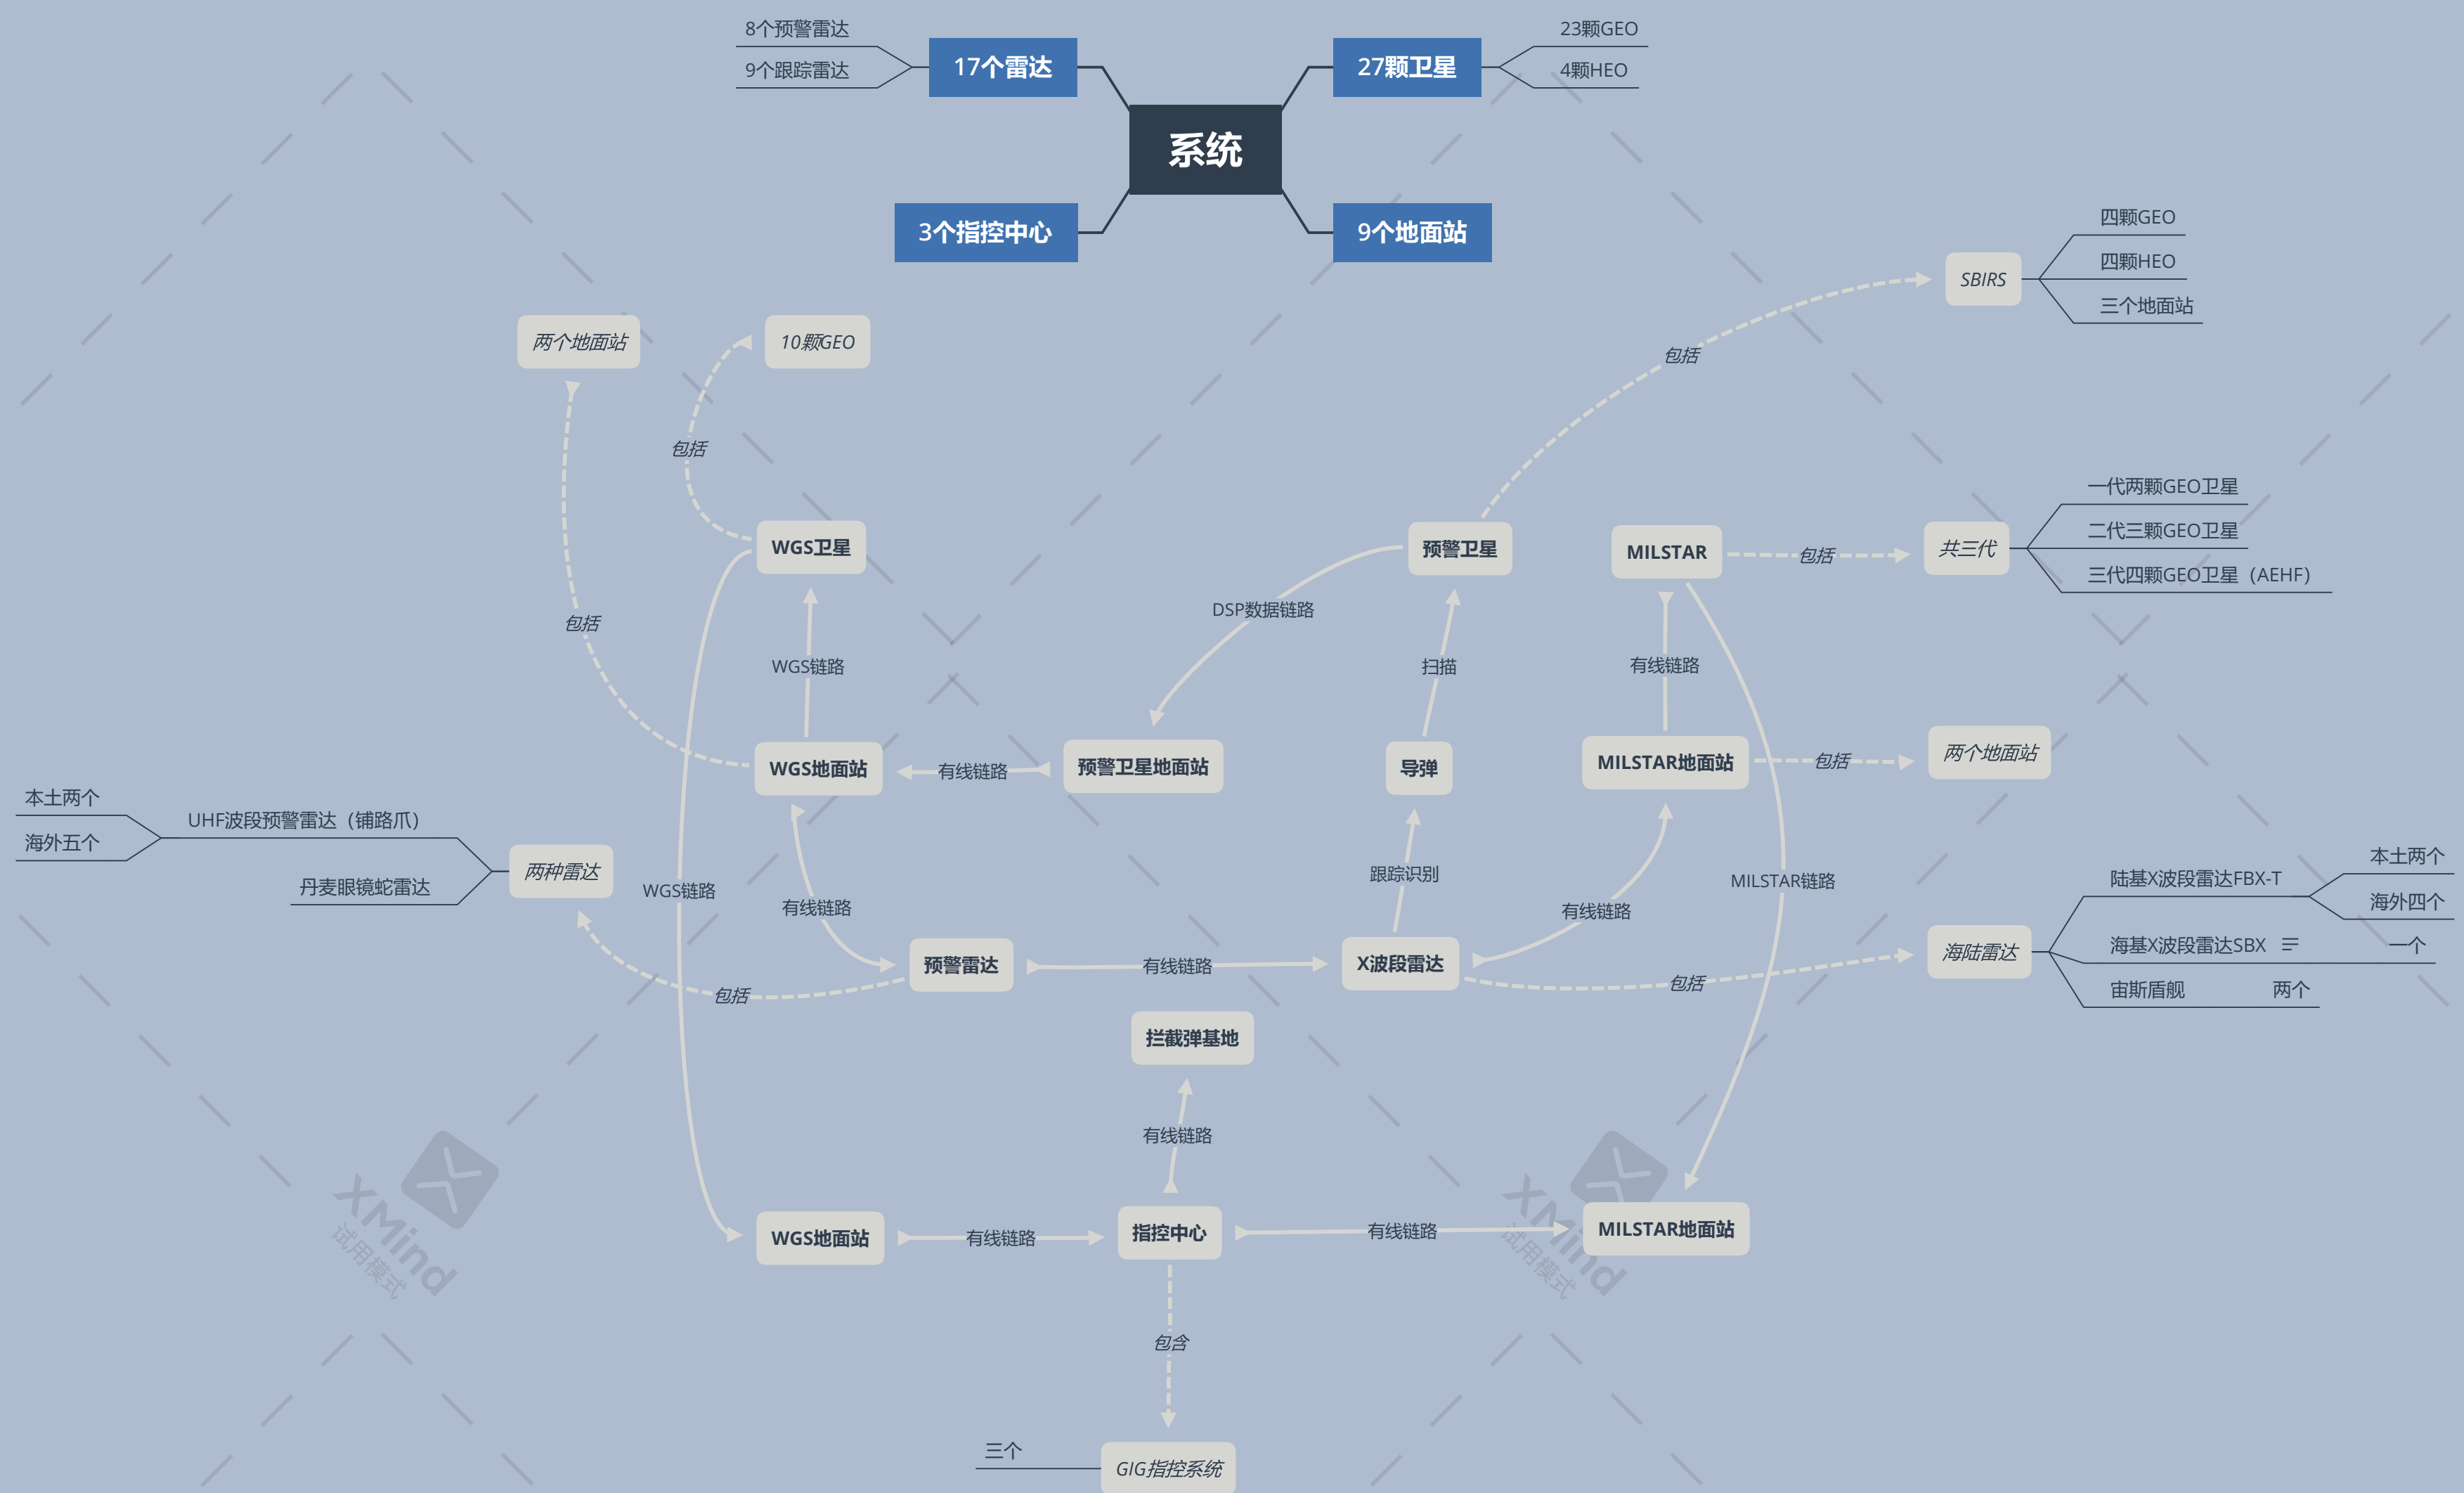 8个预警雷达
9个跟踪雷达
17个雷达
27颗卫星
23颗GEO
4颗HEO
系统
3个指控中心
9个地面站
SBIRS
四颗GEO
四颗HEO
三个地面站
两个地面站
10颗GEO
包括
包括
WGS卫星
预警卫星
MILSTAR
包括
共三代
一代两颗GEO卫星
二代三颗GEO卫星
三代四颗GEO卫星（AEHF）
DSP数据链路
包括
WGS链路
扫描
有线链路
WGS地面站
有线链路
预警卫星地面站
导弹
MILSTAR地面站
包括
两个地面站
本土两个
海外五个
UHF波段预警雷达（铺路爪）
丹麦眼镜蛇雷达
两种雷达
WGS链路
有线链路
跟踪识别
有线链路
MILSTAR链路
本土两个
海外四个
陆基X波段雷达FBX-T
海基X波段雷达SBX
一个
宙斯盾舰
两个
海陆雷达
预警雷达
有线链路
X波段雷达
包括
包括
拦截弹基地
有线链路
WGS地面站
有线链路
指控中心
有线链路
MILSTAR地面站
包含
三个
GIG指控系统
XMind
试用模式
XMind
试用模式